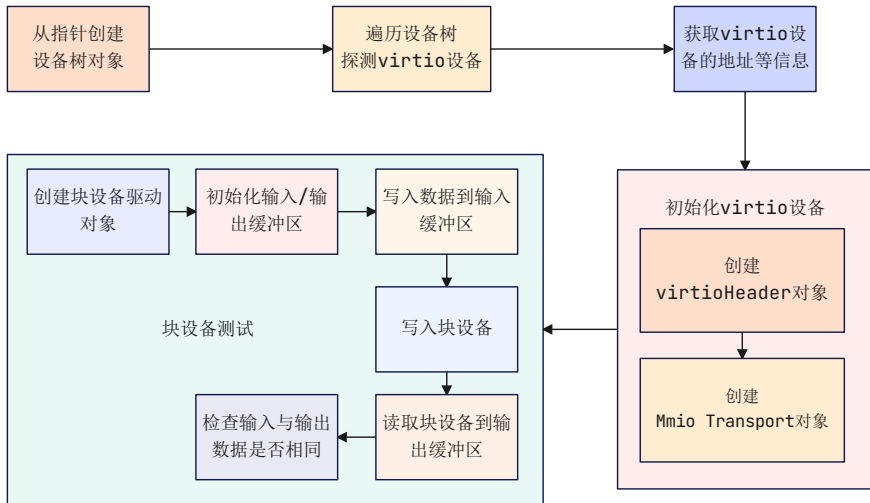 从指针创建
设备树对象
遍历设备树
探测virtio设备
获取virtio设
备的地址等信息
初始化virtio设备
创建
virtioHeader对象
创建
Mmio Transport对象
块设备测试
创建块设备驱动
对象
初始化输入/输
出缓冲区
写入数据到输入
缓冲区
写入块设备
读取块设备到输
出缓冲区
检查输入与输出
数据是否相同